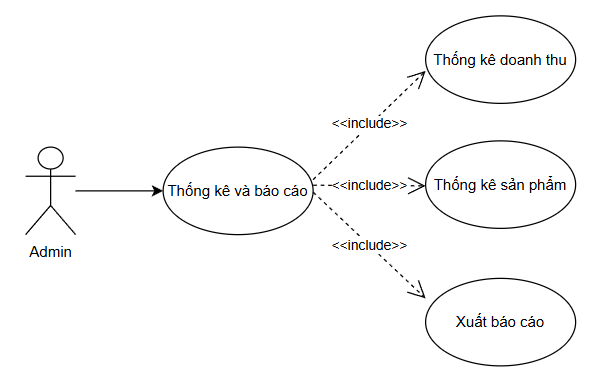 Thống kê doanh thu
<<include>>
Thống kê và báo cáo
<<include>>
Thống kê sản phẩm
<<include>>
Admin
Xuất báo cáo